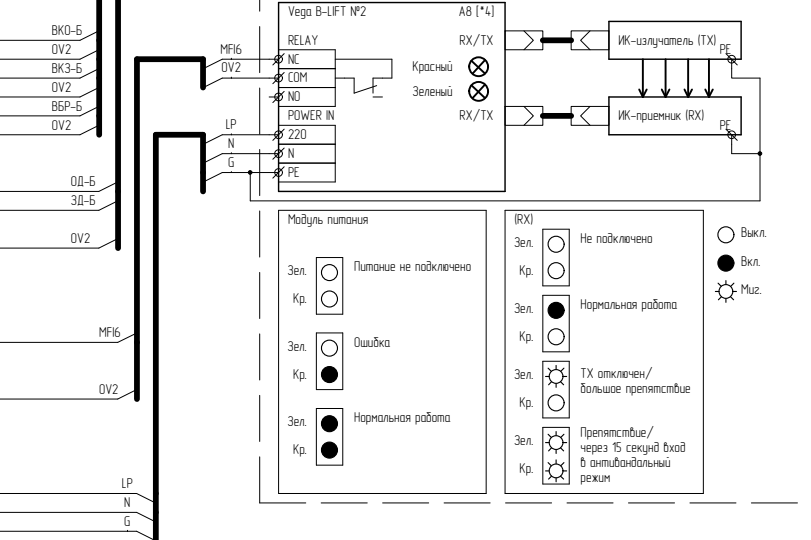 ВКО-Б
0V2
ВКЗ-Б
0V2
ВБР-Б
0V2
ОД-Б
ЗД-Б
0V2
MFI6
0V2
LP
N
G
MFI6
0V2
LP
N
G
Vega B-LIFT №2
A8 [*4]
RELAY
NC
COM
NO
POWER IN
220
N
PE
RX/TX
Красный
Зеленый
RX/TX
ИК-излучатель (TX)
PE
ИК-приемник (RX)
PE
Модуль питания
Зел.
Кр.
Питание не подключено
Зел.
Кр.
Ошибка
Зел.
Кр.
Нормальная работа
(RX)
Зел.
Кр.
Не подключено
Зел.
Кр.
Нормальная работа
Зел.
Кр.
TX отключен/
большое препятствие
Зел.
Кр.
Препятствие/
через 15 секунд вход
в антивандальный
режим
Выкл.
Вкл.
Миг.